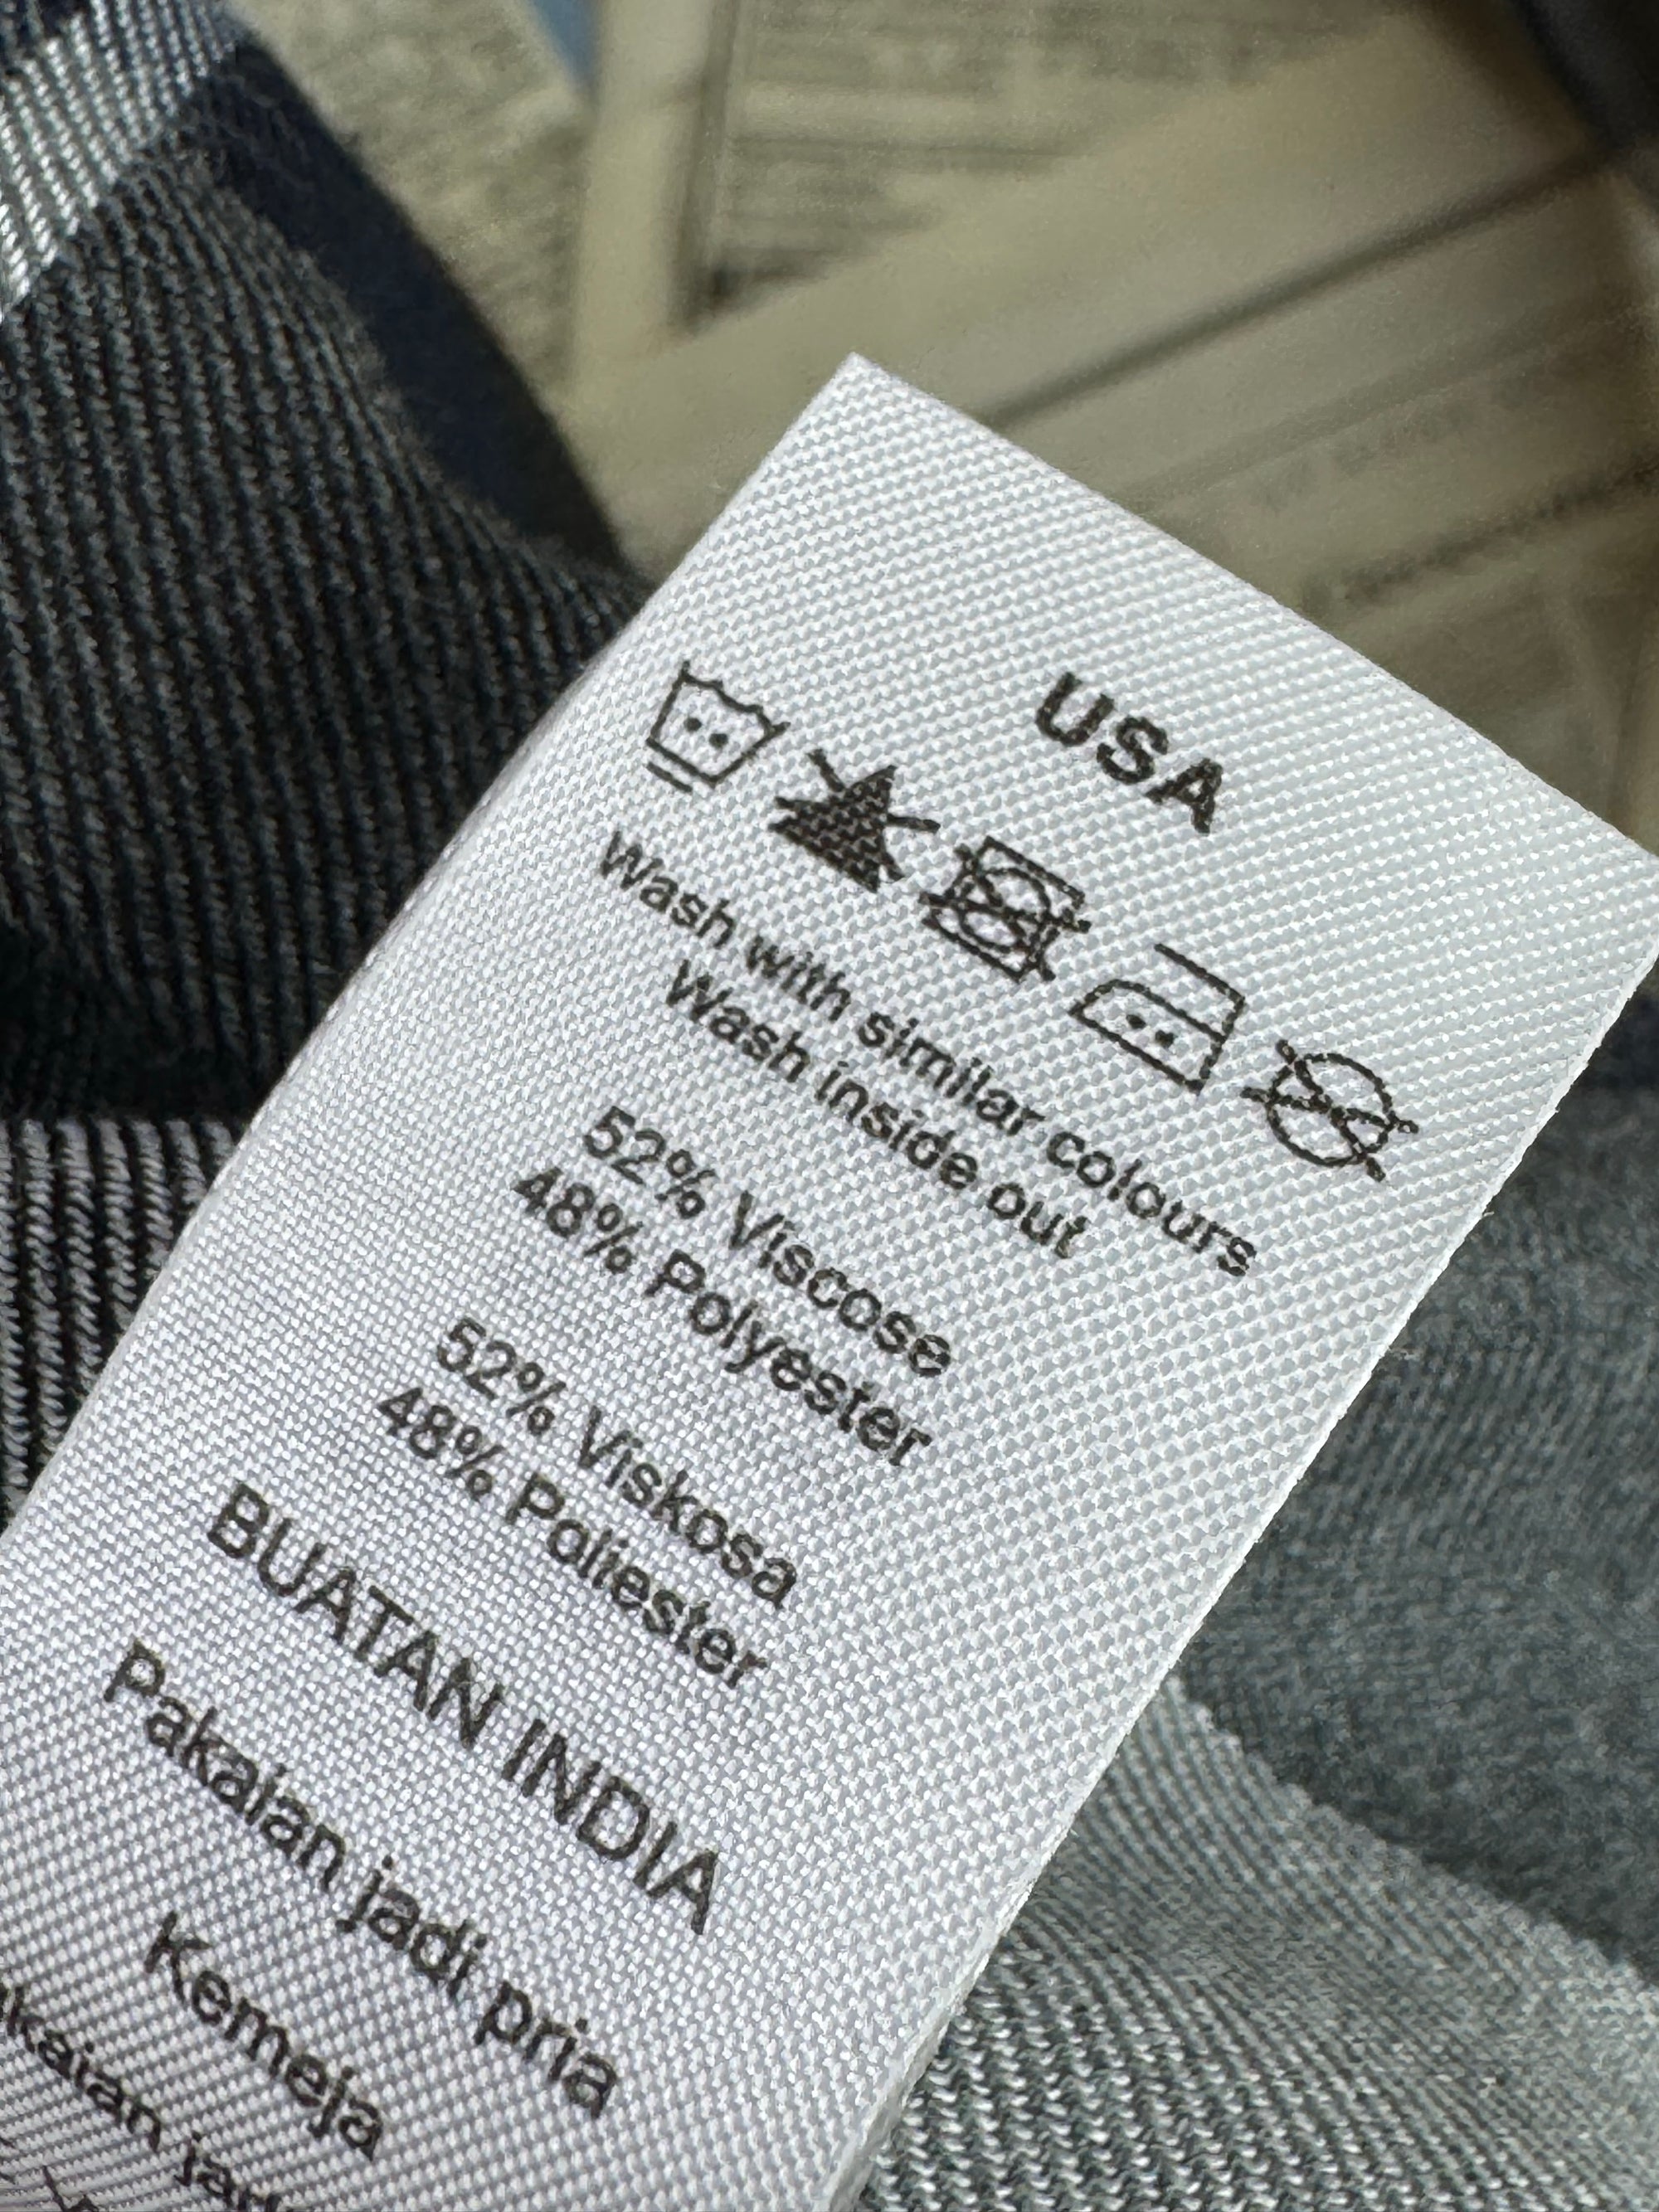 USA
Wash with similar colours
Wash inside out
52% Viscose
48% Polyester
52% Viskosa
48% Poliester
BUATAN INDIA
Pakaian jadi pria
Kemeja